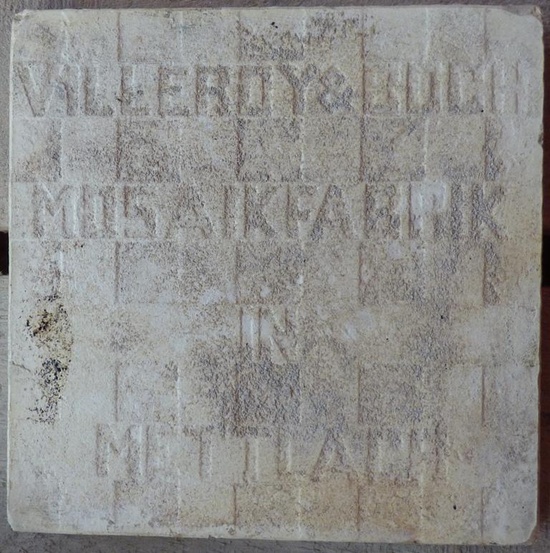 VILLEROY & BOCH
MOSAIKFABRIK
IN
METTLACH